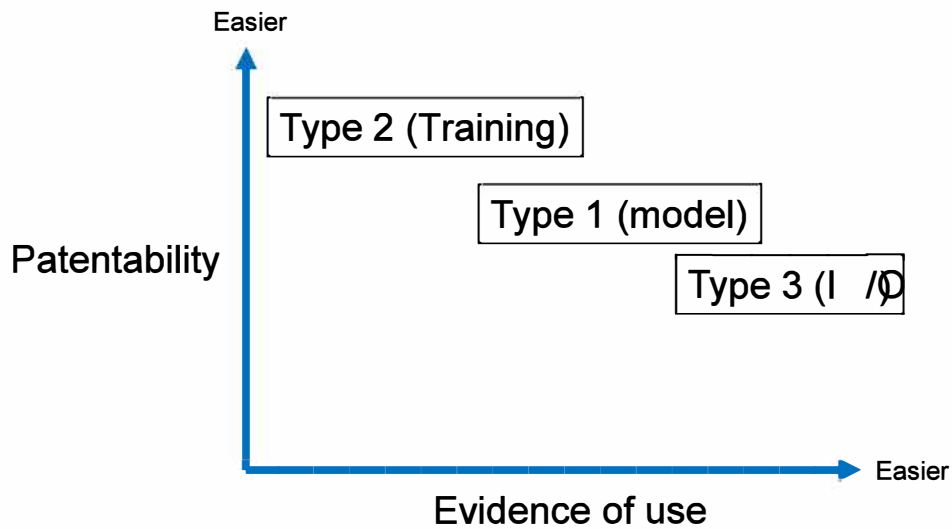 Easier
Type 2 (Training)
Type 1 (model)
Patentability
Type 3 (I /O)
Easier
Evidence of use